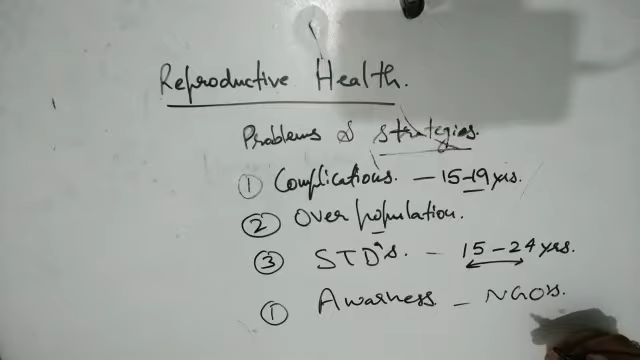 Reproductive Health.
Problems & strategies.
① Complications. — 15-19 yrs.
② Over population.
③ STD's. – 15–24 yrs.
① Awarness – NGO's.